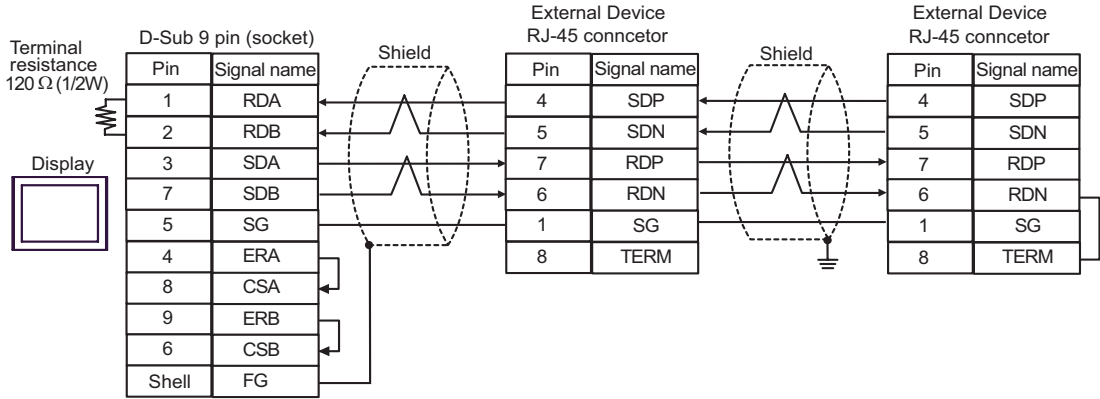 Terminal
resistance
120 Ω (1/2W)
Display
D-Sub 9 pin (socket)
Pin Signal name
1 RDA
2 RDB
3 SDA
7 SDB
5 SG
4 ERA
8 CSA
9 ERB
6 CSB
Shell FG
Shield
External Device
RJ-45 conncetor
Pin Signal name
4 SDP
5 SDN
7 RDP
6 RDN
1 SG
8 TERM
Shield
External Device
RJ-45 conncetor
Pin Signal name
4 SDP
5 SDN
7 RDP
6 RDN
1 SG
8 TERM